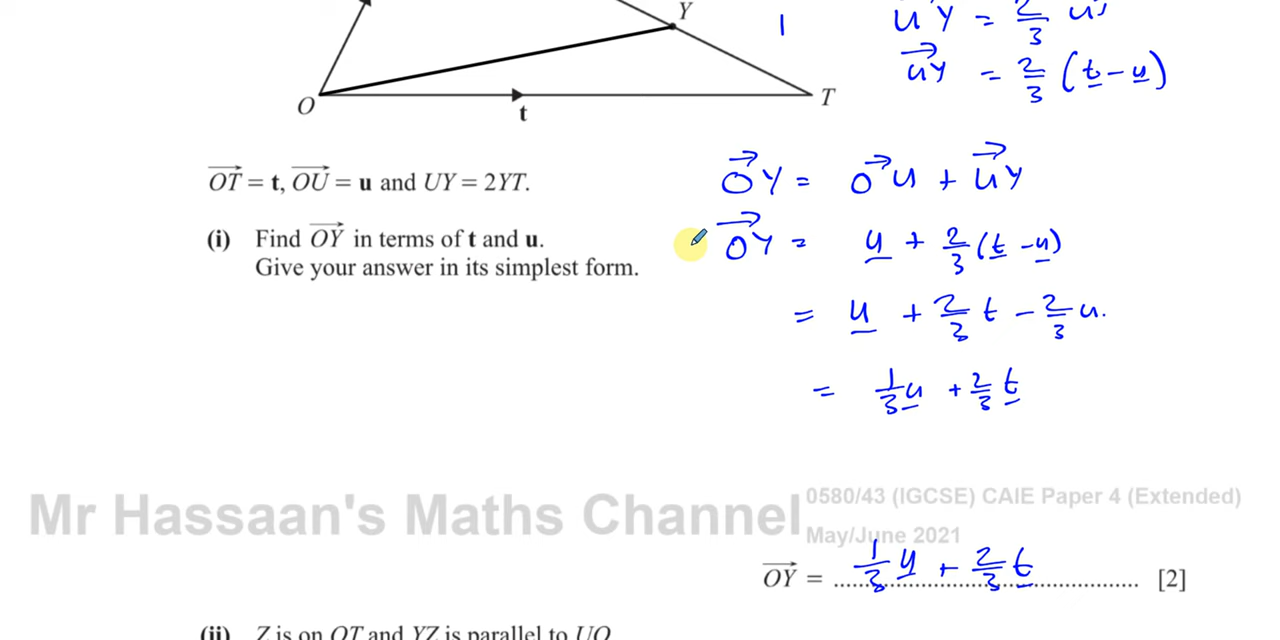 Y
1
u Y = 2/3 u
→uY = 2/3 (t - u)
O
t
T
→OT = t, →OU = u and UY = 2YT.
→OY = →OU + →UY
(i) Find →OY in terms of t and u.
→OY = u + 2/3 (t - u)
Give your answer in its simplest form.
= u + 2/3 t - 2/3 u.
= 1/3 u + 2/3 t
Mr Hassaan's Maths Channel
0580/43 (IGCSE) CAIE Paper 4 (Extended)
May/June 2021
→OY = 1/3 u + 2/3 t [2]
(ii) Z is on OT and YZ is parallel to UO